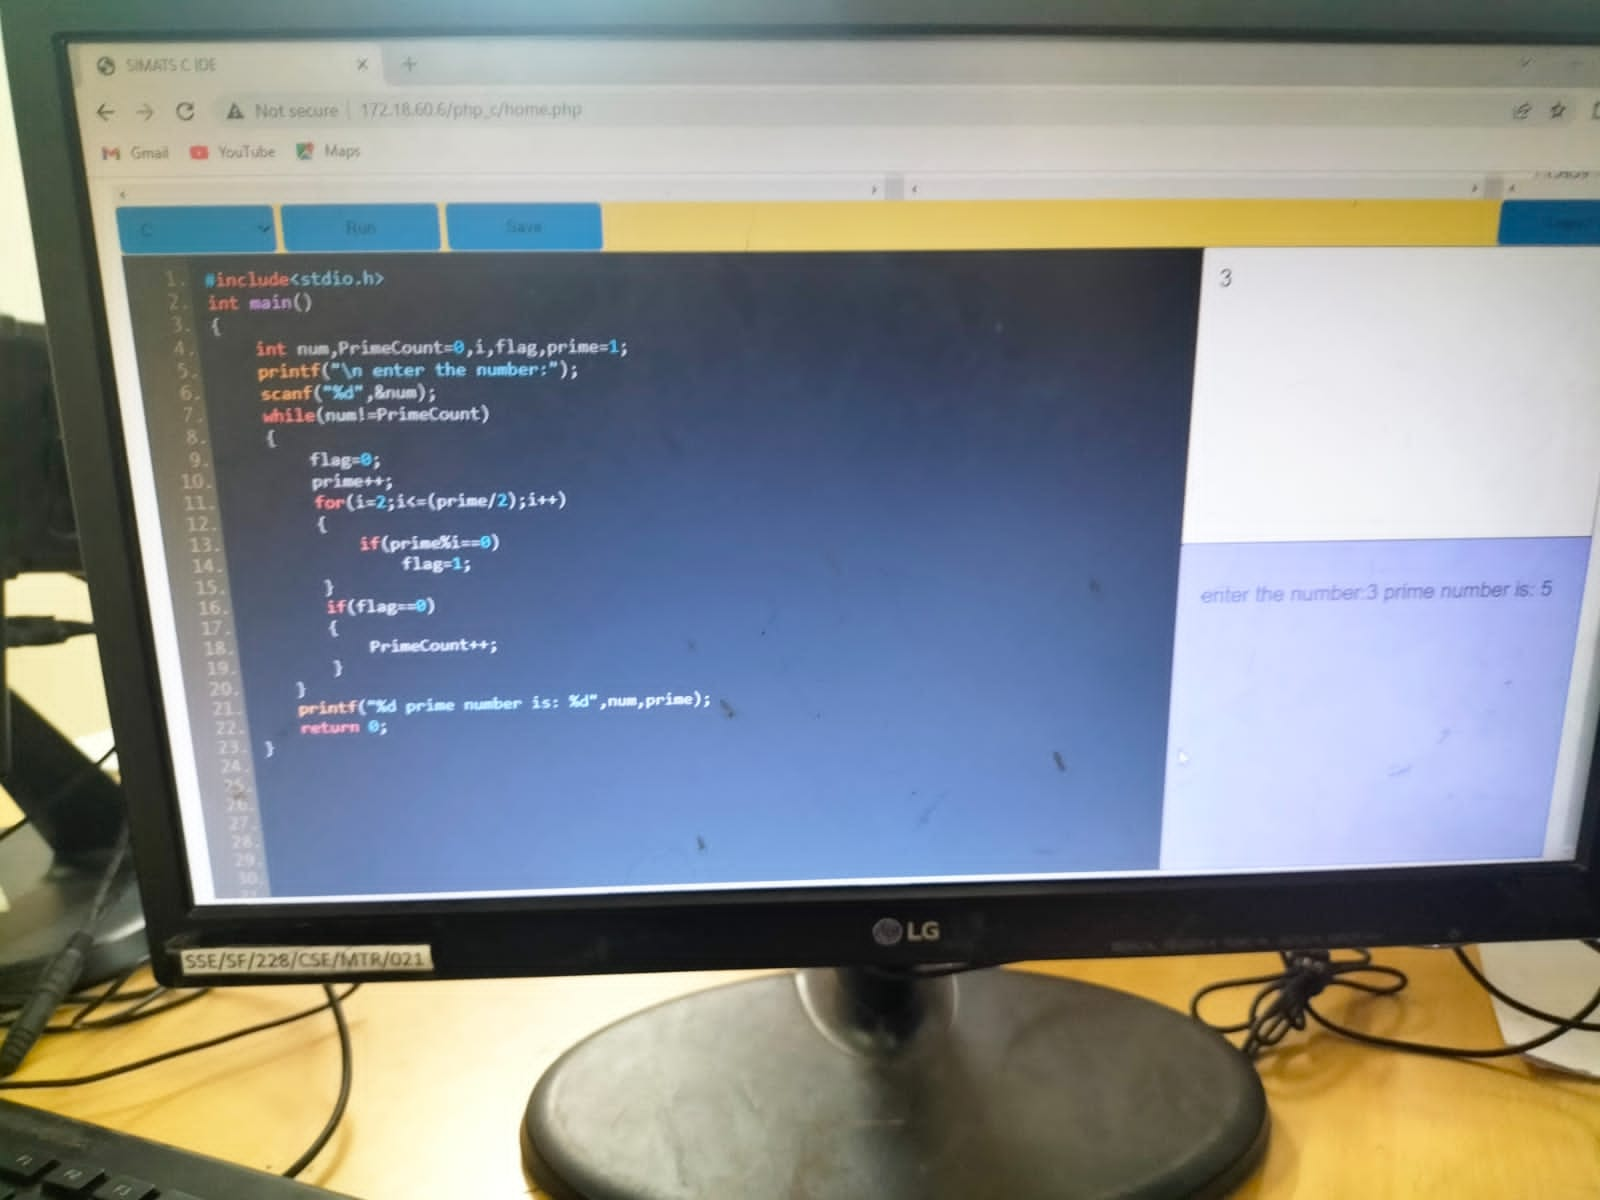 SIMATS C IDE
Not secure | 172.18.60.6/php_c/home.php
Gmail YouTube Maps
C Run Save
1. #include<stdio.h>
2. int main()
3. {
4. int num,PrimeCount=0,i,flag,prime=1;
5. printf("\n enter the number:");
6. scanf("%d",&num);
7. while(num!=PrimeCount)
8. {
9. flag=0;
10. prime++;
11. for(i=2;i<=(prime/2);i++)
12. {
13. if(prime%i==0)
14. flag=1;
15. }
16. if(flag==0)
17. {
18. PrimeCount++;
19. }
20. }
21. printf("%d prime number is: %d",num,prime);
22. return 0;
23. }
24.
25.
26.
27.
28.
29.
30.
3
enter the number:3 prime number is: 5
LG
SSE/SF/228/CSE/MTR/021
F1 F2 F3